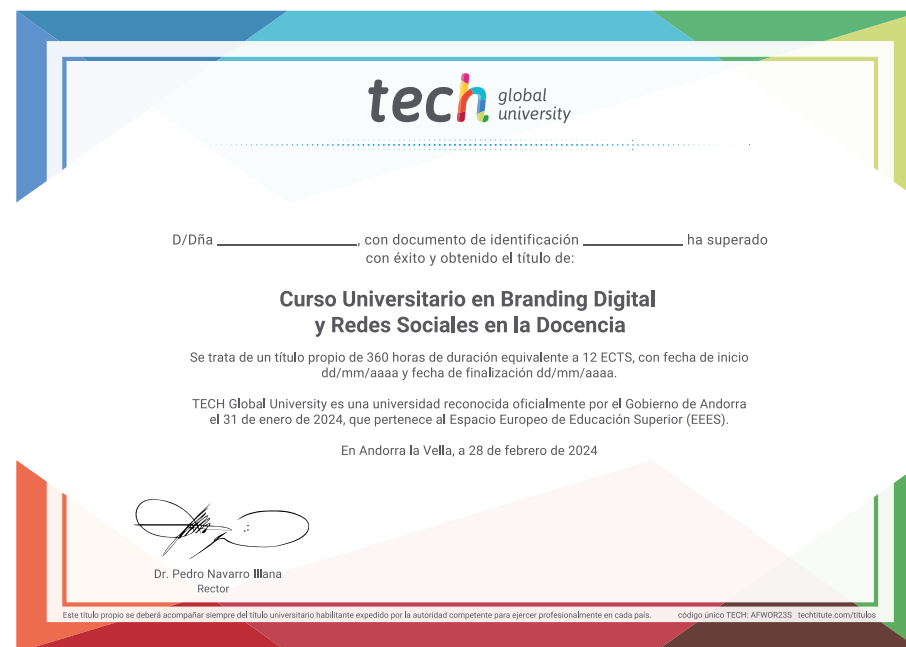 tech global university
D/Dña ________________, con documento de identificación ____________ ha superado
con éxito y obtenido el título de:
Curso Universitario en Branding Digital
y Redes Sociales en la Docencia
Se trata de un título propio de 360 horas de duración equivalente a 12 ECTS, con fecha de inicio
dd/mm/aaaa y fecha de finalización dd/mm/aaaa.
TECH Global University es una universidad reconocida oficialmente por el Gobierno de Andorra
el 31 de enero de 2024, que pertenece al Espacio Europeo de Educación Superior (EEES).
En Andorra la Vella, a 28 de febrero de 2024
Dr. Pedro Navarro Illana
Rector
Este título propio se deberá acompañar siempre del título universitario habilitante expedido por la autoridad competente para ejercer profesionalmente en cada país. código único TECH: AFWOR23S techtitute.com/titulos